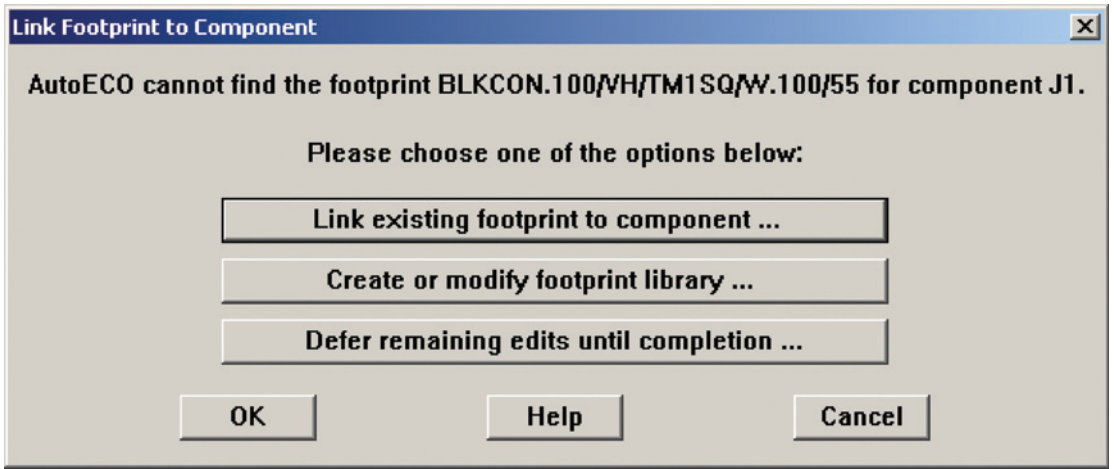 Link Footprint to Component
AutoECO cannot find the footprint BLKCON.100/VH/TM1SQ/W.100/55 for component J1.
Please choose one of the options below:
Link existing footprint to component ...
Create or modify footprint library ...
Defer remaining edits until completion ...
OK Help Cancel